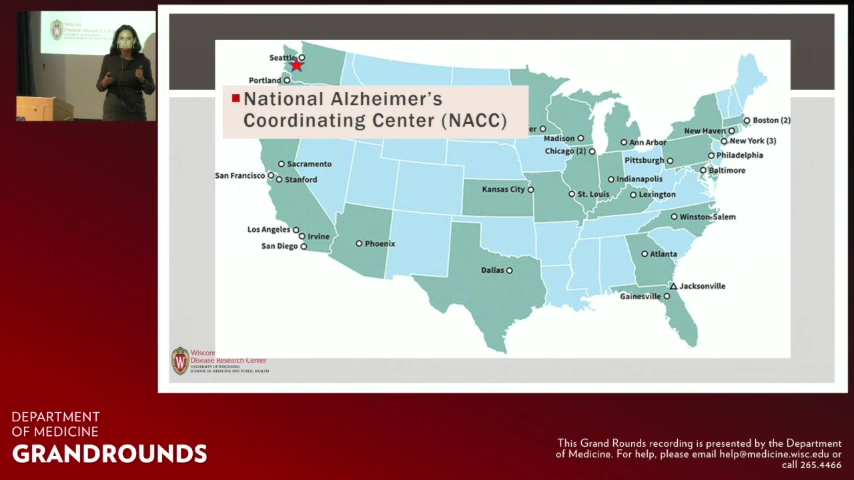 Wisconsin
Seattle
Portland
■ National Alzheimer's
Coordinating Center (NACC)
er
Madison
Chicago (2)
Ann Arbor
Boston (2)
New Haven
New York (3)
Pittsburgh
Philadelphia
Baltimore
Sacramento
San Francisco
Stanford
Kansas City
St. Louis
Indianapolis
Lexington
Winston-Salem
Los Angeles
Irvine
San Diego
Phoenix
Dallas
Atlanta
Jacksonville
Gainesville
W
Wiscon
Disease Research Center
UNIVERSITY OF WISCONSIN
SCHOOL OF MEDICINE AND PUBLIC HEALTH
DEPARTMENT
OF MEDICINE
GRANDROUNDS
This Grand Rounds recording is presented by the Department
of Medicine. For help, please email help@medicine.wisc.edu or
call 265.4466